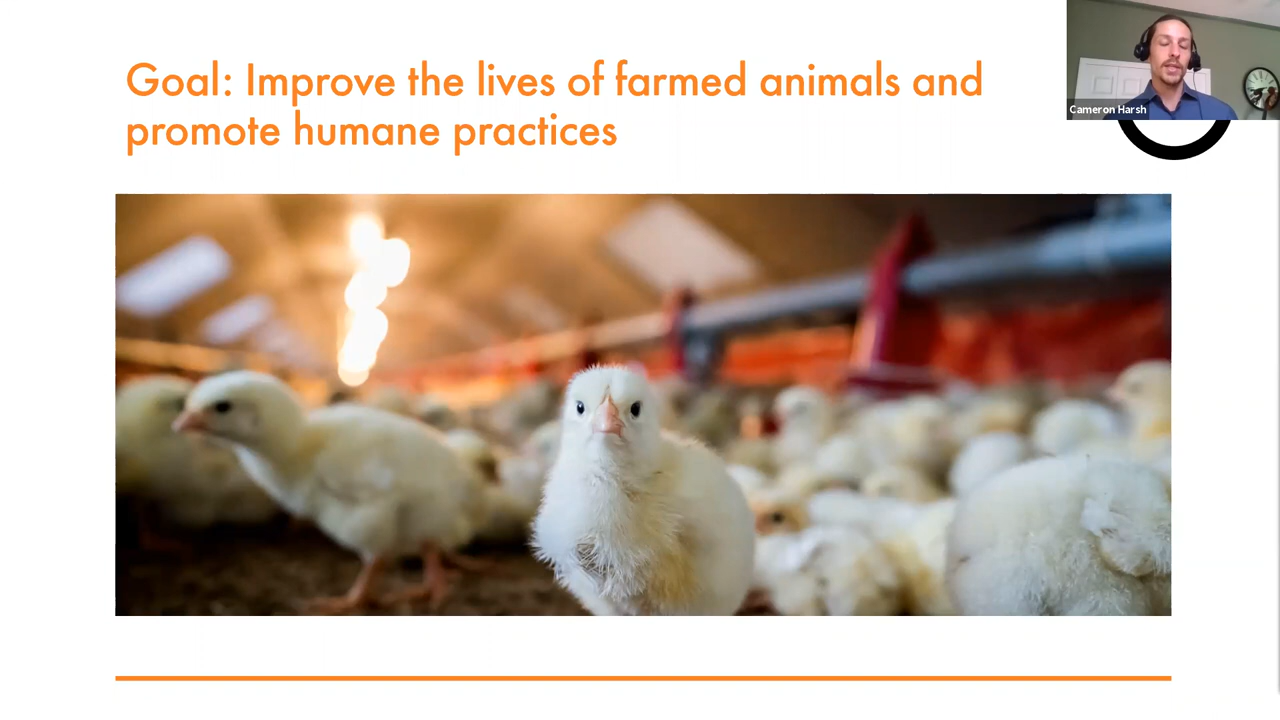 Goal: Improve the lives of farmed animals and
promote humane practices
Cameron Harsh